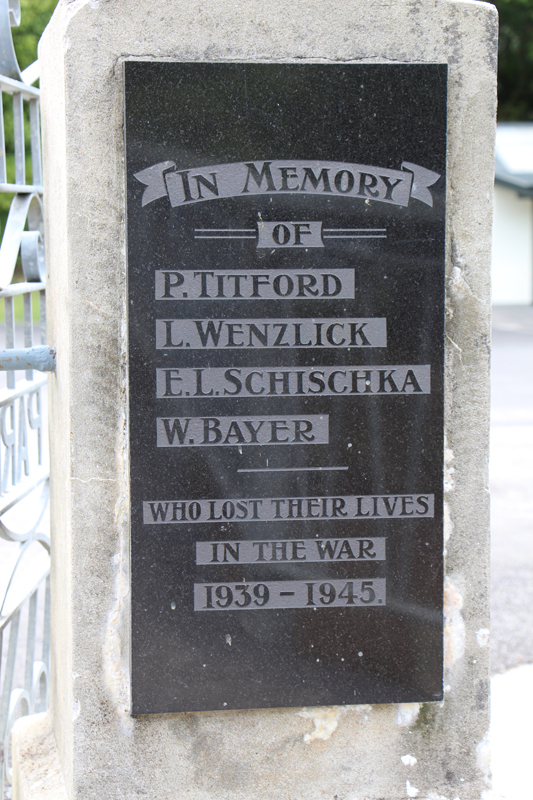 IN MEMORY
OF
P. TITFORD
L. WENZLICK
E. L. SCHISCHKA
W. BAYER
WHO LOST THEIR LIVES
IN THE WAR
1939 – 1945.